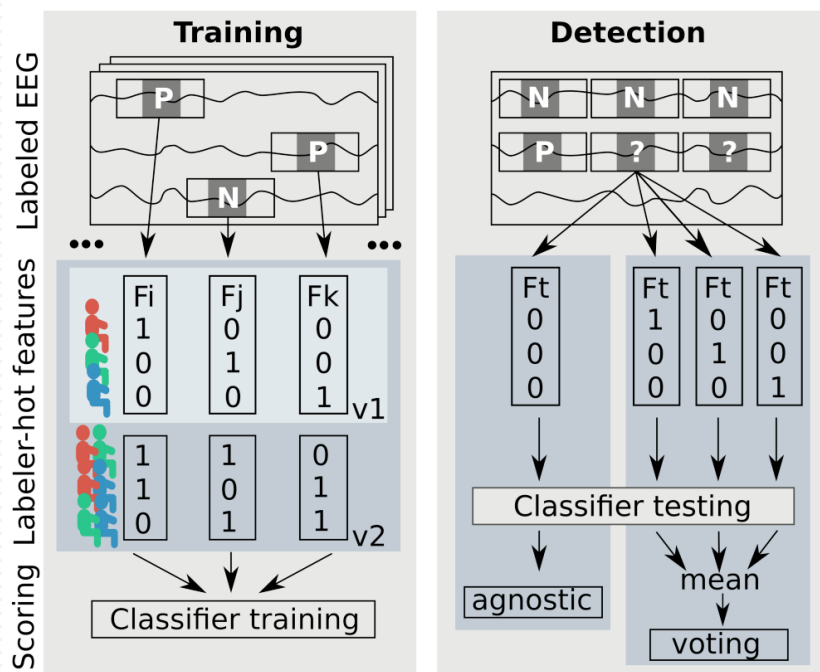 Training
Detection
Labeled EEG
P
P
N
N N N
P ? ?
•••
•••
Labeler-hot features
Fi Fj Fk
1 0 0
0 1 0
0 0 1
v1
1 1 0
1 0 1
0 1 1
v2
Ft Ft Ft Ft
0 1 0 0
0 0 1 0
0 0 0 1
Classifier testing
Scoring
Classifier training
agnostic
mean
voting